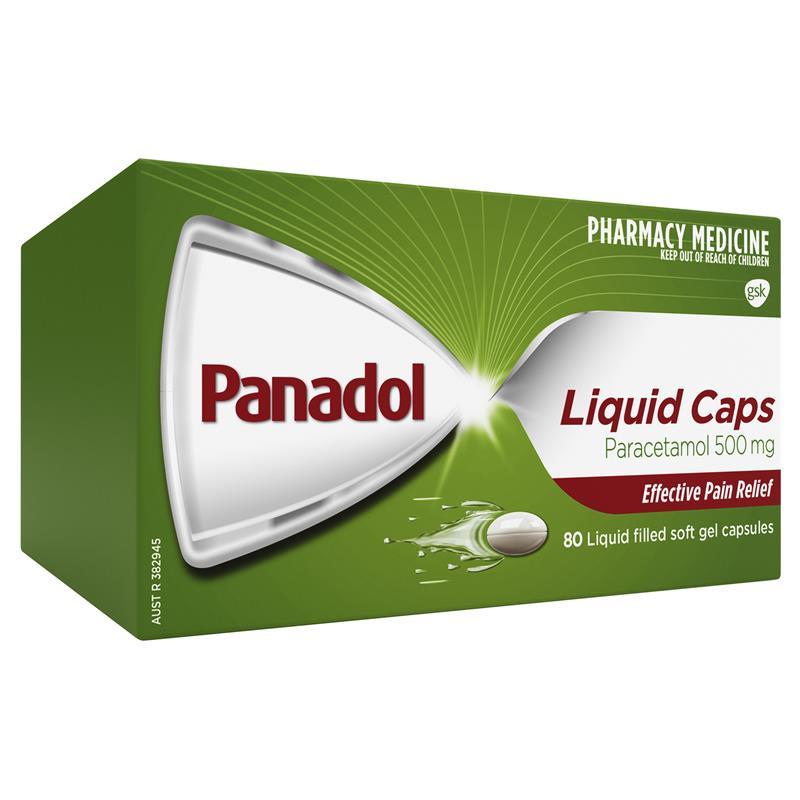 PHARMACY MEDICINE
KEEP OUT OF REACH OF CHILDREN
gsk
Panadol
Liquid Caps
Paracetamol 500 mg
Effective Pain Relief
80 Liquid filled soft gel capsules
AUST R 382945